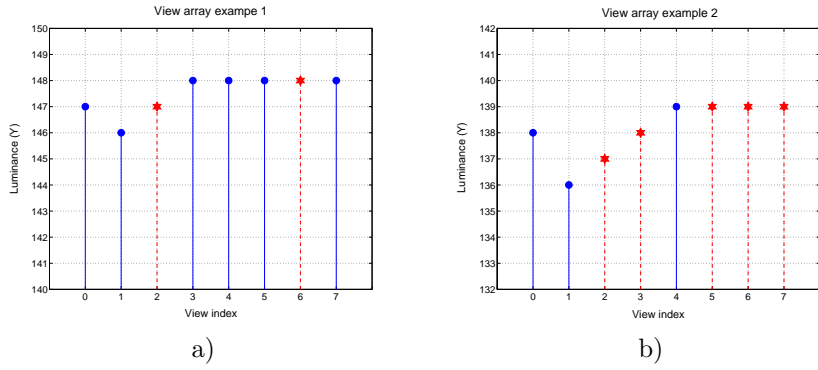 View array exampe 1
150
149
148
147
146
145
144
143
142
141
140
Luminance (Y)
0 1 2 3 4 5 6 7
View index
a)
View array example 2
142
141
140
139
138
137
136
135
134
133
132
Luminance (Y)
0 1 2 3 4 5 6 7
View index
b)